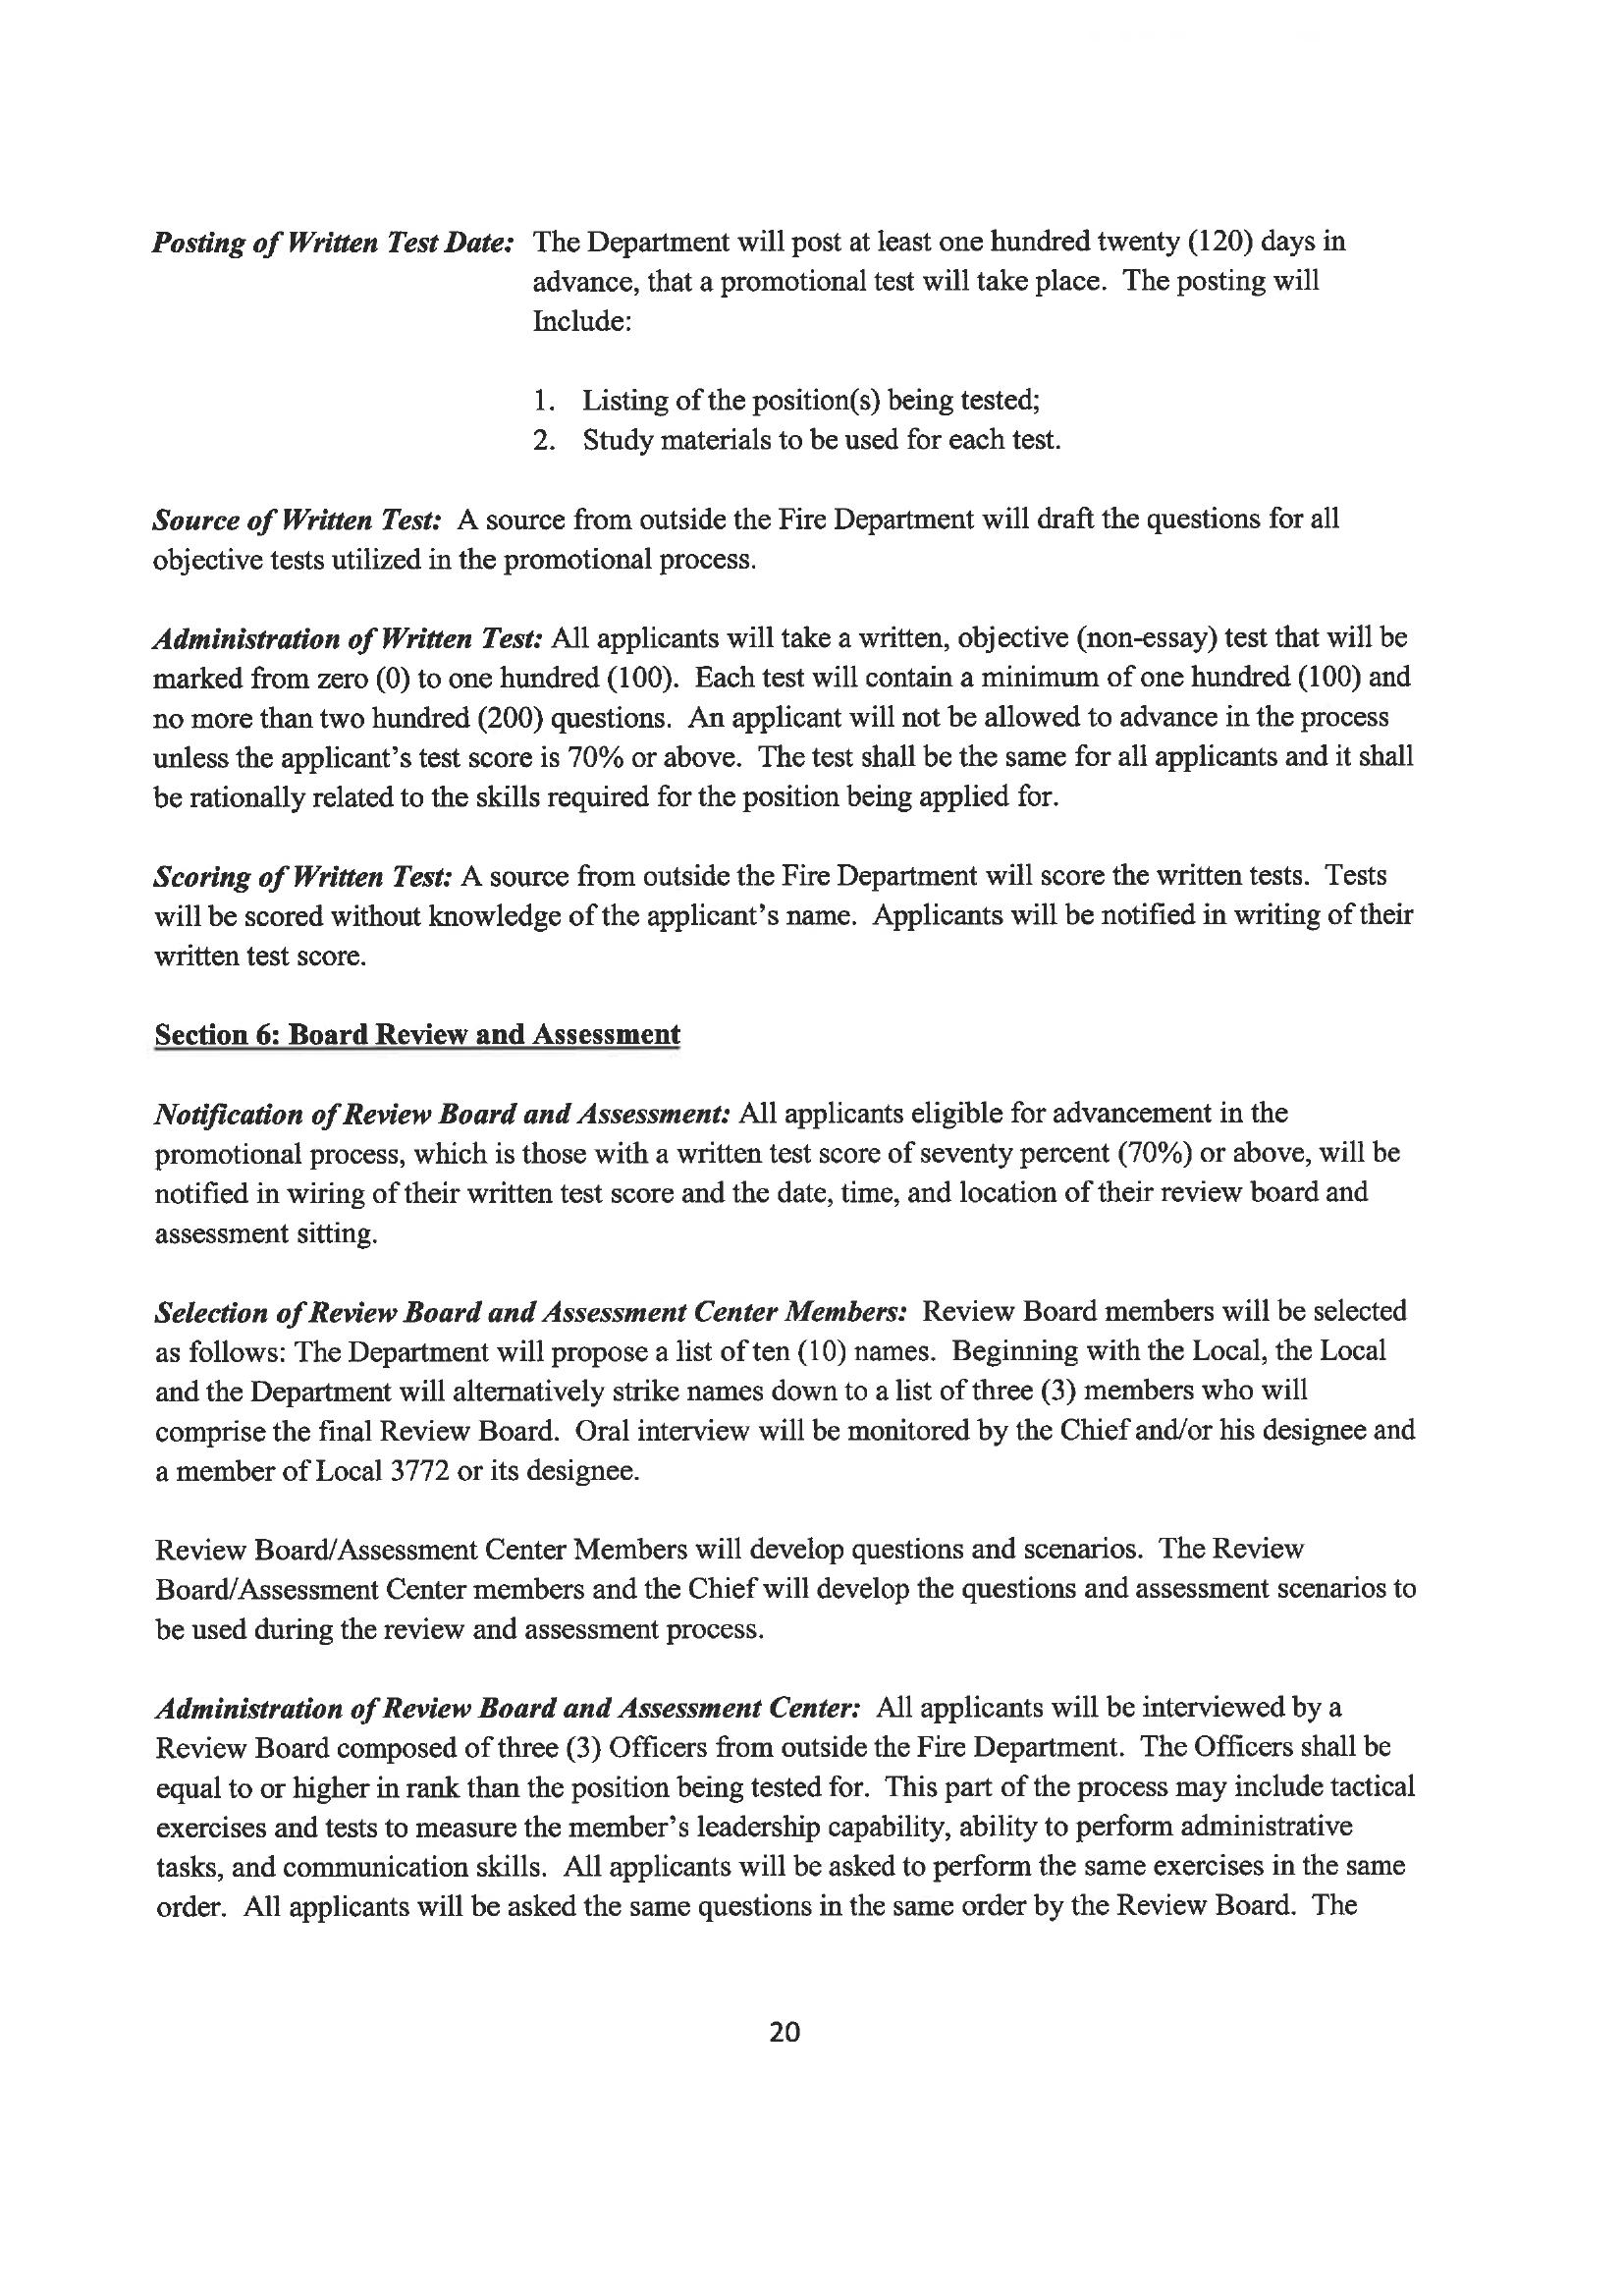 Posting of Written Test Date: The Department will post at least one hundred twenty (120) days in
advance, that a promotional test will take place. The posting will
Include:
1. Listing of the position(s) being tested;
2. Study materials to be used for each test.
Source of Written Test: A source from outside the Fire Department will draft the questions for all
objective tests utilized in the promotional process.
Administration of Written Test: All applicants will take a written, objective (non-essay) test that will be
marked from zero (0) to one hundred (100). Each test will contain a minimum of one hundred (100) and
no more than two hundred (200) questions. An applicant will not be allowed to advance in the process
unless the applicant's test score is 70% or above. The test shall be the same for all applicants and it shall
be rationally related to the skills required for the position being applied for.
Scoring of Written Test: A source from outside the Fire Department will score the written tests. Tests
will be scored without knowledge of the applicant's name. Applicants will be notified in writing of their
written test score.
Section 6: Board Review and Assessment
Notification of Review Board and Assessment: All applicants eligible for advancement in the
promotional process, which is those with a written test score of seventy percent (70%) or above, will be
notified in wiring of their written test score and the date, time, and location of their review board and
assessment sitting.
Selection of Review Board and Assessment Center Members: Review Board members will be selected
as follows: The Department will propose a list of ten (10) names. Beginning with the Local, the Local
and the Department will alternatively strike names down to a list of three (3) members who will
comprise the final Review Board. Oral interview will be monitored by the Chief and/or his designee and
a member of Local 3772 or its designee.
Review Board/Assessment Center Members will develop questions and scenarios. The Review
Board/Assessment Center members and the Chief will develop the questions and assessment scenarios to
be used during the review and assessment process.
Administration of Review Board and Assessment Center: All applicants will be interviewed by a
Review Board composed of three (3) Officers from outside the Fire Department. The Officers shall be
equal to or higher in rank than the position being tested for. This part of the process may include tactical
exercises and tests to measure the member's leadership capability, ability to perform administrative
tasks, and communication skills. All applicants will be asked to perform the same exercises in the same
order. All applicants will be asked the same questions in the same order by the Review Board. The
20